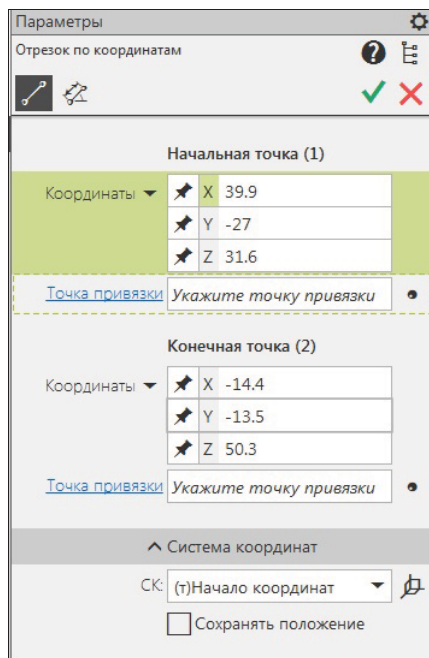 Параметры
Отрезок по координатам
Начальная точка (1)
Координаты X 39.9
Y -27
Z 31.6
Точка привязки Укажите точку привязки
Конечная точка (2)
Координаты X -14.4
Y -13.5
Z 50.3
Точка привязки Укажите точку привязки
Система координат
СК: (т)Начало координат
Сохранять положение